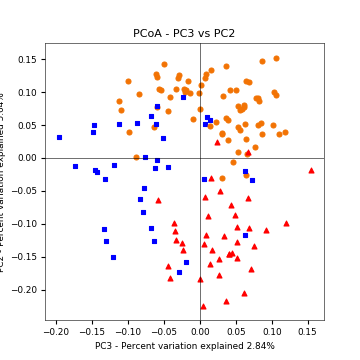 PCoA - PC3 vs PC2
PC2 - Percent variation explained 5.04%
0.15
0.10
0.05
0.00
−0.05
−0.10
−0.15
−0.20
−0.20 −0.15 −0.10 −0.05 0.00 0.05 0.10 0.15
PC3 - Percent variation explained 2.84%